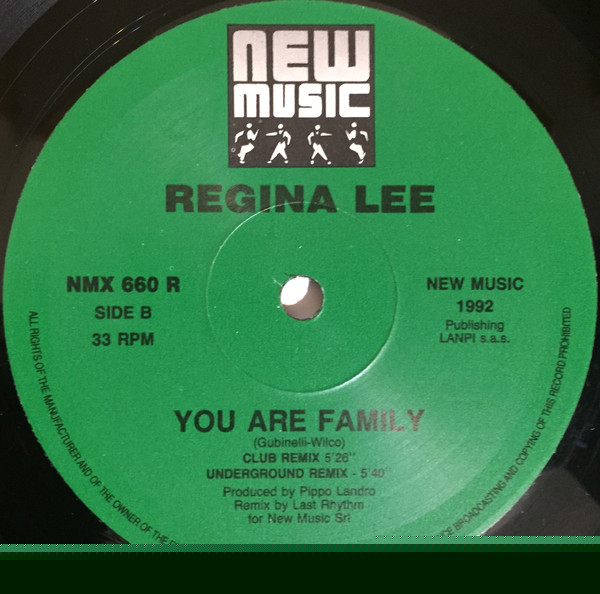 NEW
MUSIC
REGINA LEE
NMX 660 R
SIDE B
33 RPM
NEW MUSIC
1992
Publishing
LANPI s.a.s.
YOU ARE FAMILY
(Gubinelli-Wilco)
CLUB REMIX 5'26"
UNDERGROUND REMIX - 5'40"
Produced by Pippo Landro
Remix by Last Rhythm
for New Music Srl
ALL RIGHTS OF THE MANUFACTURER AND OF THE OWNER OF THE
BROADCASTING AND COPYING OF THIS RECORD PROHIBITED